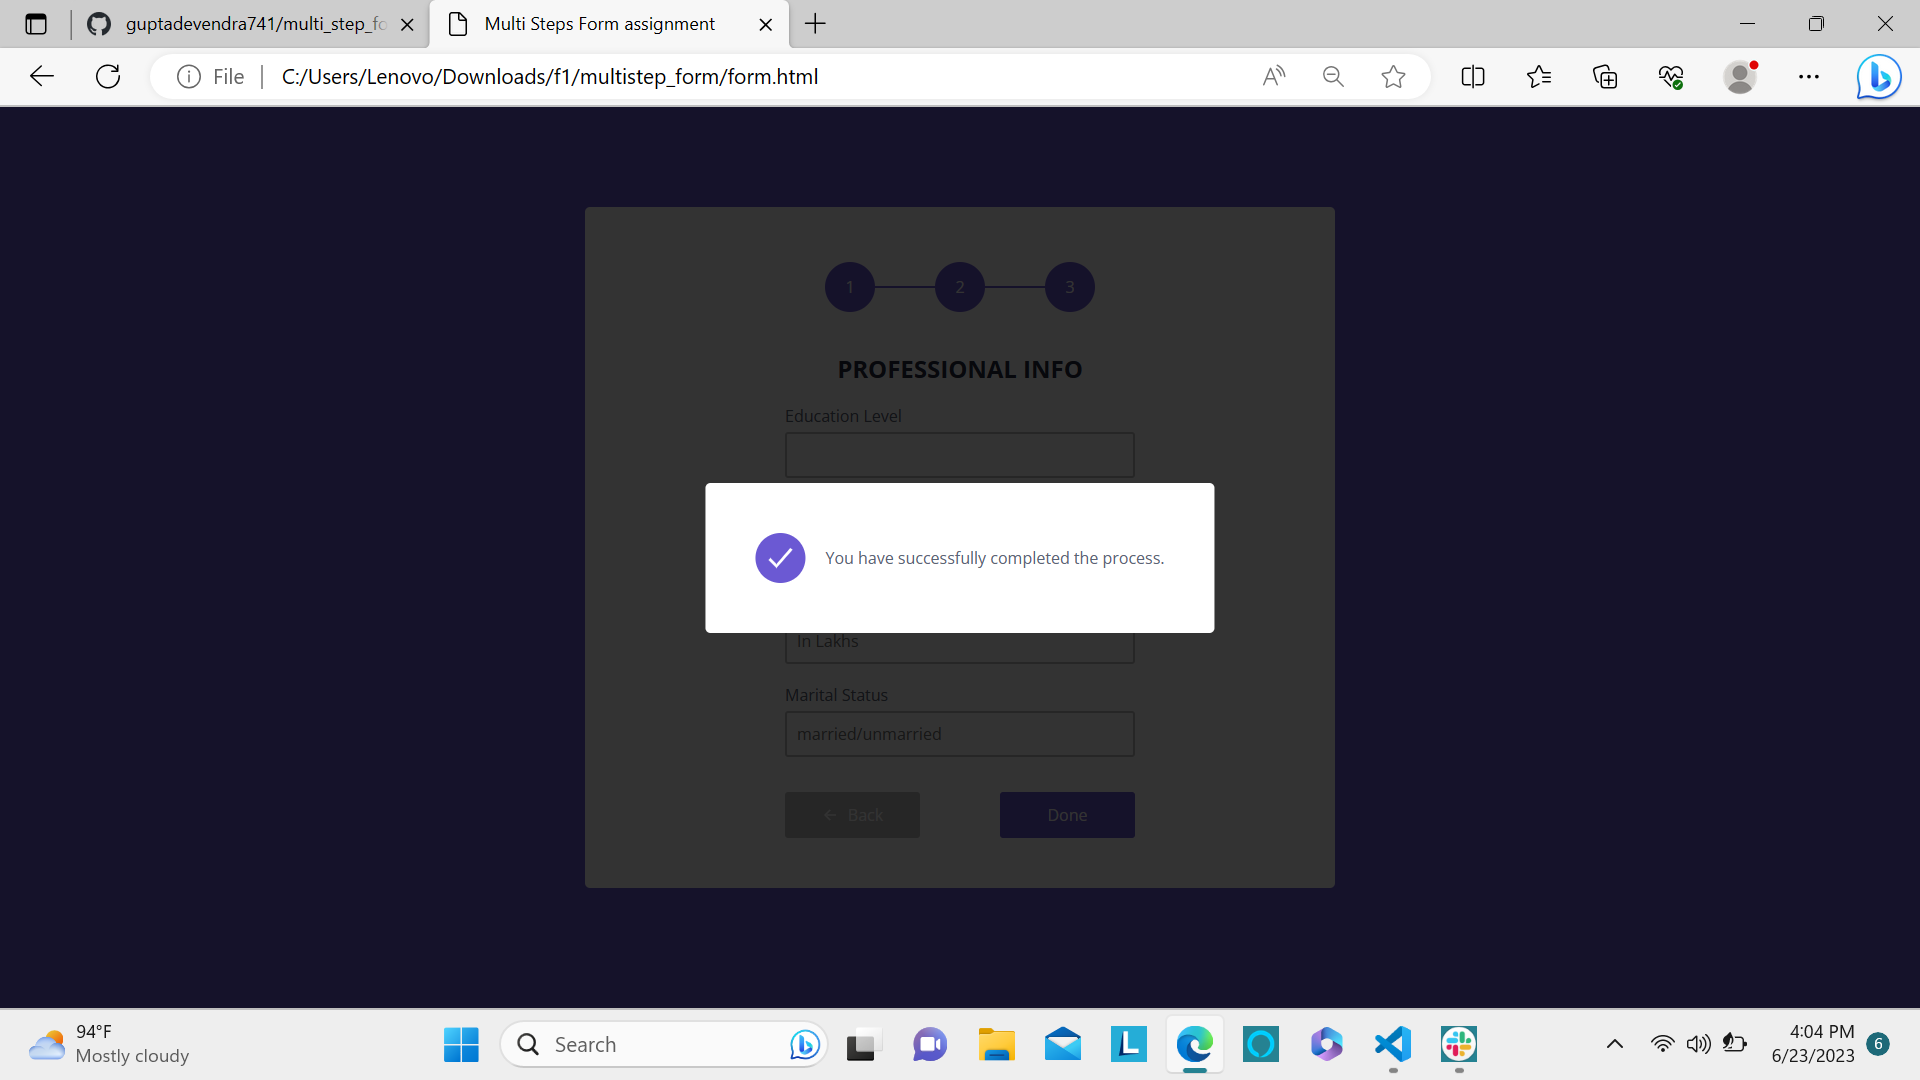 guptadevendra741/multi_step_fo
Multi Steps Form assignment
File
C:/Users/Lenovo/Downloads/f1/multistep_form/form.html
1 2 3
PROFESSIONAL INFO
Education Level
You have successfully completed the process.
In Lakhs
Marital Status
married/unmarried
← Back
Done
94°F
Mostly cloudy
Search
4:04 PM
6/23/2023
6